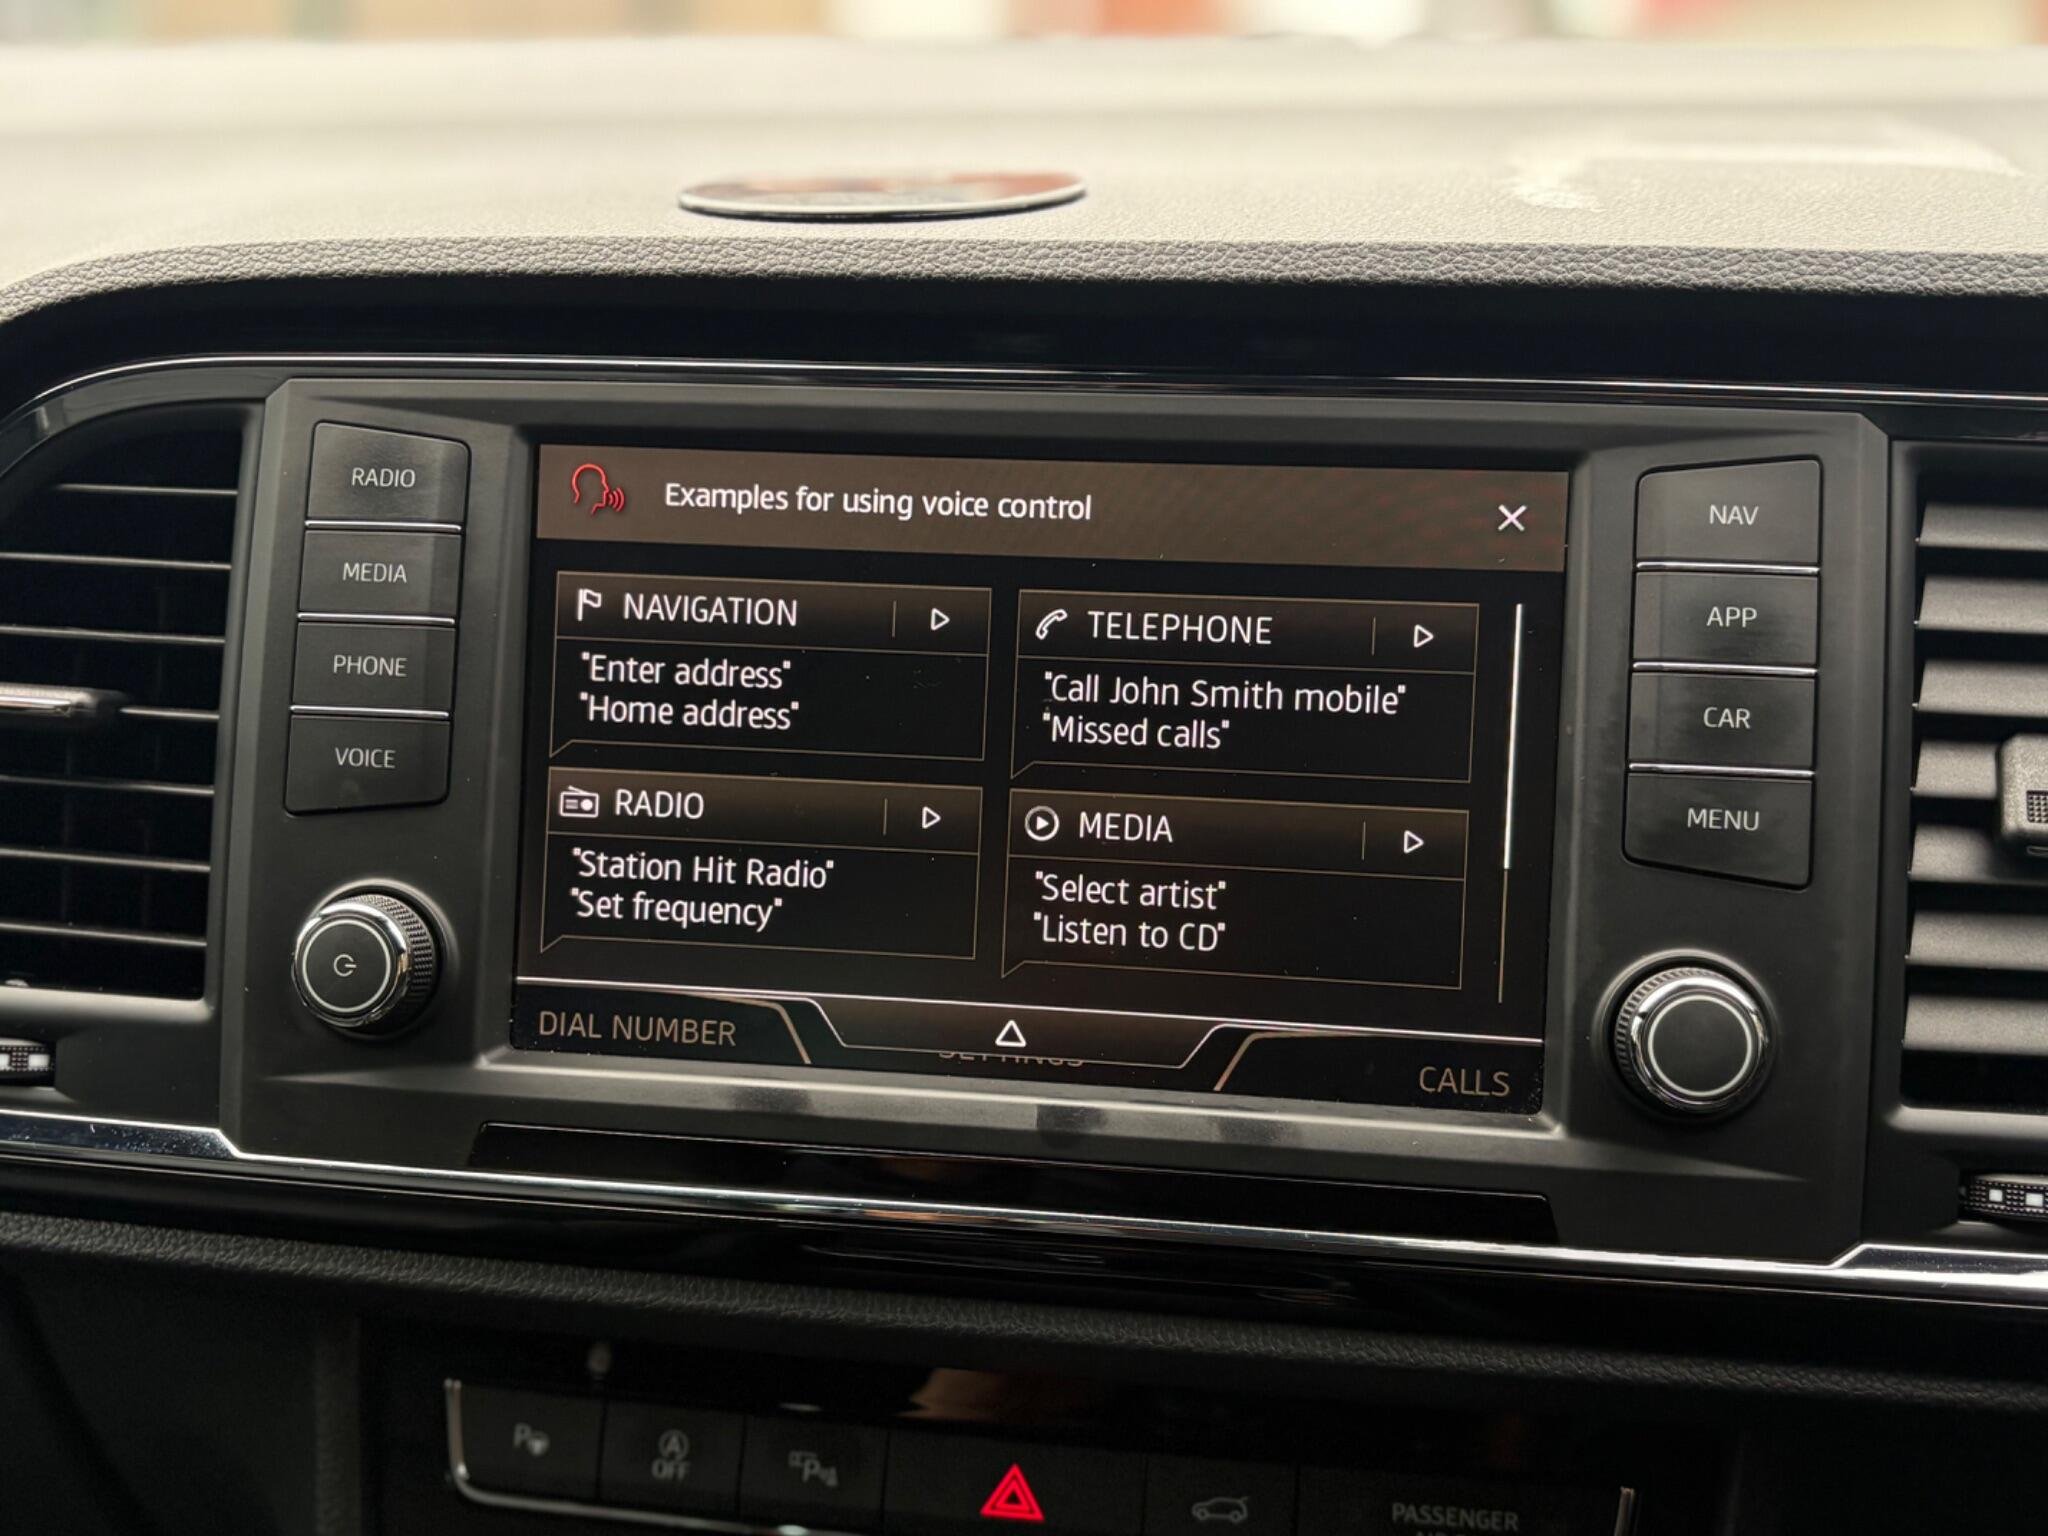 RADIO
MEDIA
PHONE
VOICE
Examples for using voice control
NAVIGATION
"Enter address"
"Home address"
TELEPHONE
"Call John Smith mobile"
"Missed calls"
RADIO
"Station Hit Radio"
"Set frequency"
MEDIA
"Select artist"
"Listen to CD"
DIAL NUMBER
SETTINGS
CALLS
NAV
APP
CAR
MENU
P
A
OFF
P
PASSENGER